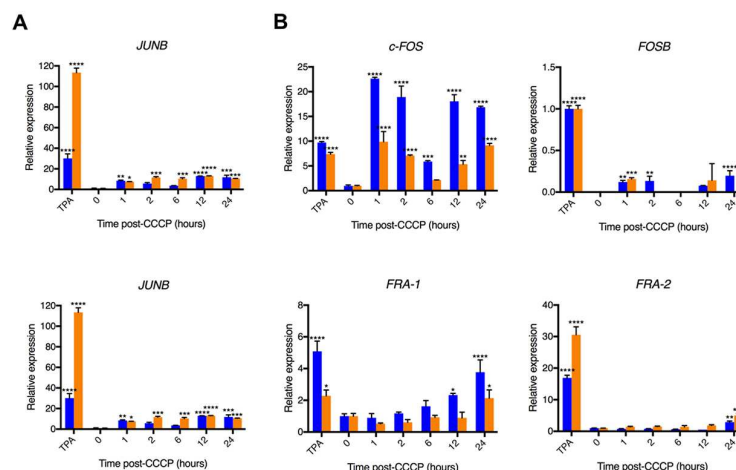 A
B
JUNB
Relative expression
120
100
80
60
40
20
0
**** ****
** * *** *** **** **** *** ***
TPA 0 1 2 6 12 24
Time post-CCCP (hours)
c-FOS
Relative expression
25
20
15
10
5
0
**** *** **** *** **** *** *** **** ** **** ***
TPA 0 1 2 6 12 24
Time post-CCCP (hours)
FOSB
Relative expression
1.5
1.0
0.5
0.0
**** **** ** *** ** ****
TPA 0 1 2 6 12 24
Time post-CCCP (hours)
JUNB
Relative expression
120
100
80
60
40
20
0
**** ****
** * *** *** **** **** *** ***
TPA 0 1 2 6 12 24
Time post-CCCP (hours)
FRA-1
Relative expression
8
6
4
2
0
**** * * **** *
TPA 0 1 2 6 12 24
Time post-CCCP (hours)
FRA-2
Relative expression
40
30
20
10
0
**** **** **
TPA 0 1 2 6 12 24
Time post-CCCP (hours)